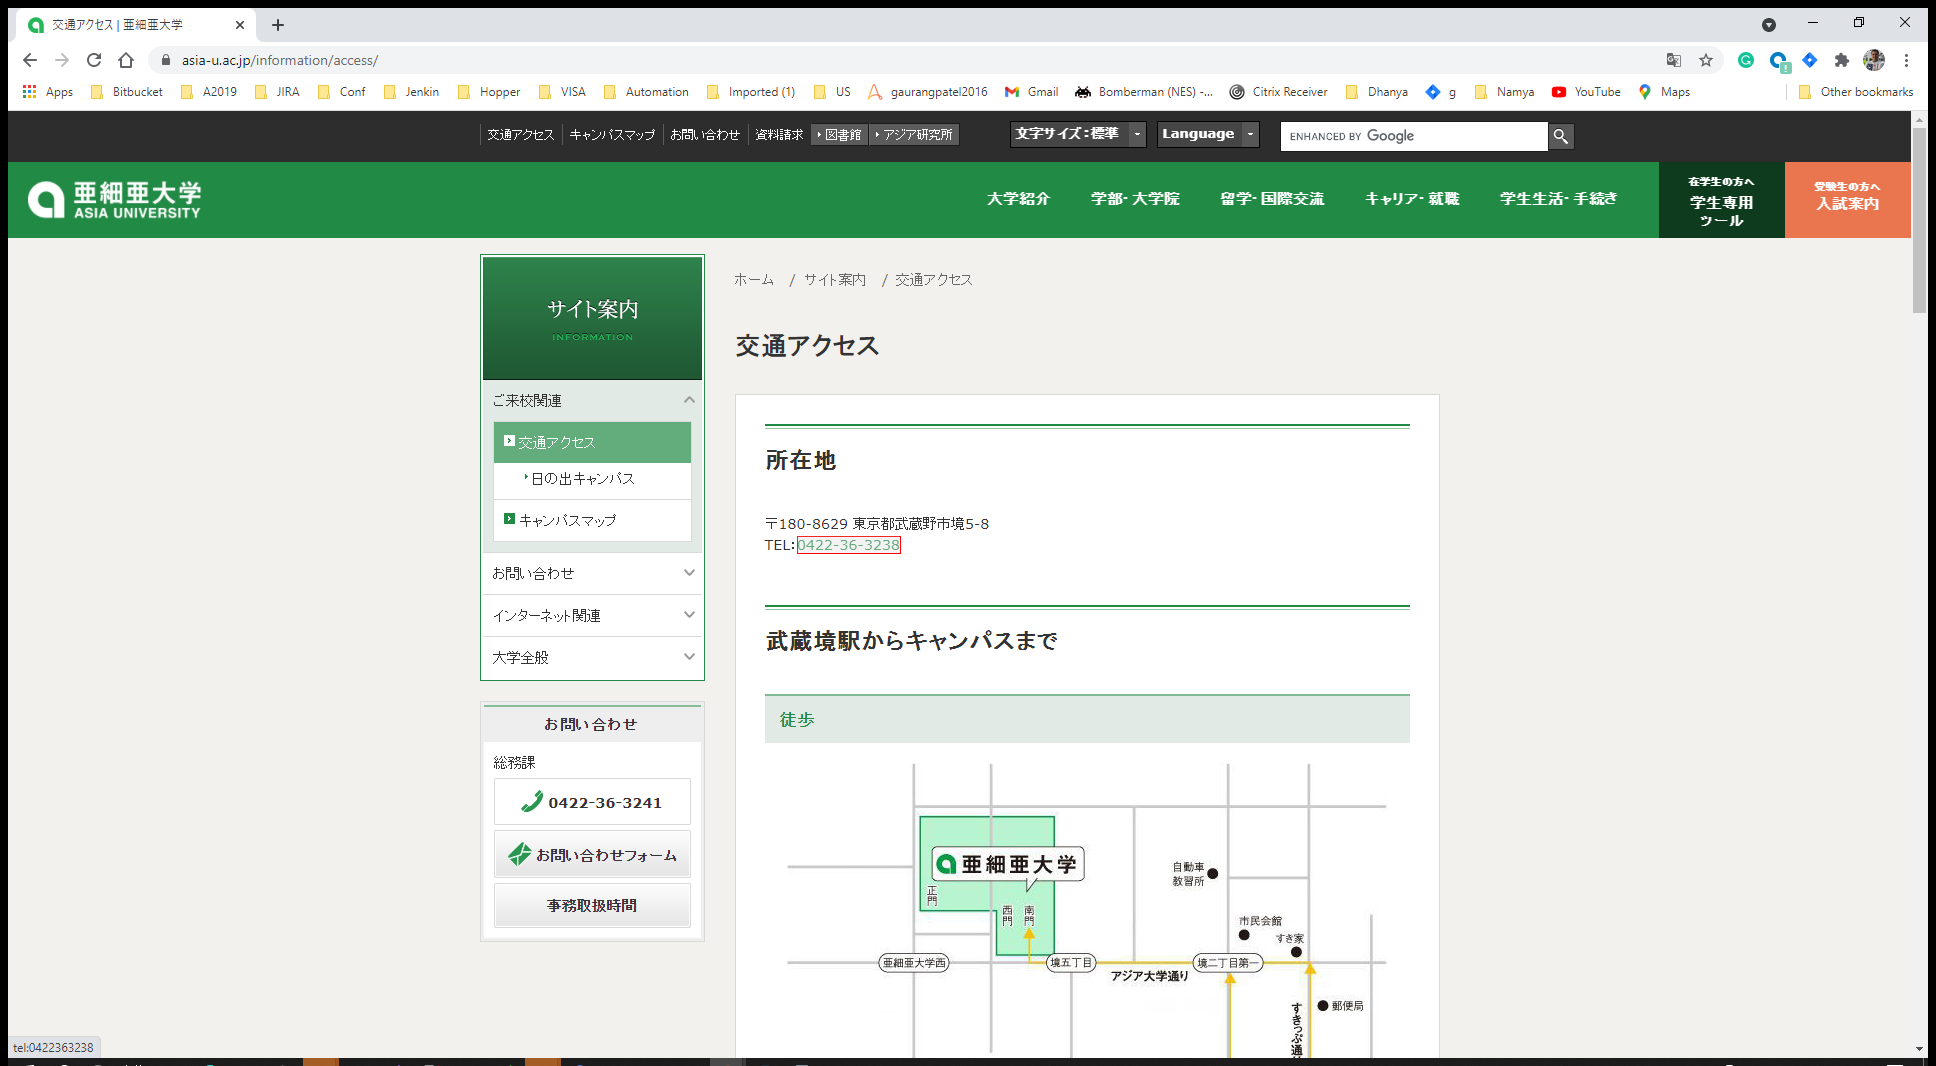 交通アクセス | 亜細亜大学
asia-u.ac.jp/information/access/
Apps Bitbucket A2019 JIRA Conf Jenkin Hopper VISA Automation Imported (1) US gaurangpatel2016 Gmail Bomberman (NES) -... Citrix Receiver Dhanya g Namya YouTube Maps Other bookmarks
交通アクセス キャンパスマップ お問い合わせ 資料請求 図書館 アジア研究所 文字サイズ：標準 Language ENHANCED BY Google
亜細亜大学
ASIA UNIVERSITY
大学紹介 学部・大学院 留学・国際交流 キャリア・就職 学生生活・手続き
在学生の方へ
学生専用
ツール
受験生の方へ
入試案内
サイト案内
INFORMATION
ご来校関連
交通アクセス
日の出キャンパス
キャンパスマップ
お問い合わせ
インターネット関連
大学全般
お問い合わせ
総務課
0422-36-3241
お問い合わせフォーム
事務取扱時間
ホーム / サイト案内 / 交通アクセス
交通アクセス
所在地
〒180-8629 東京都武蔵野市境5-8
TEL：0422-36-3238
武蔵境駅からキャンパスまで
徒歩
亜細亜大学
正門
西門
南門
自動車
教習所
市民会館
すき家
亜細亜大学西
境五丁目
アジア大学通り
境二丁目第一
郵便局
すきっぷ通
tel:0422363238